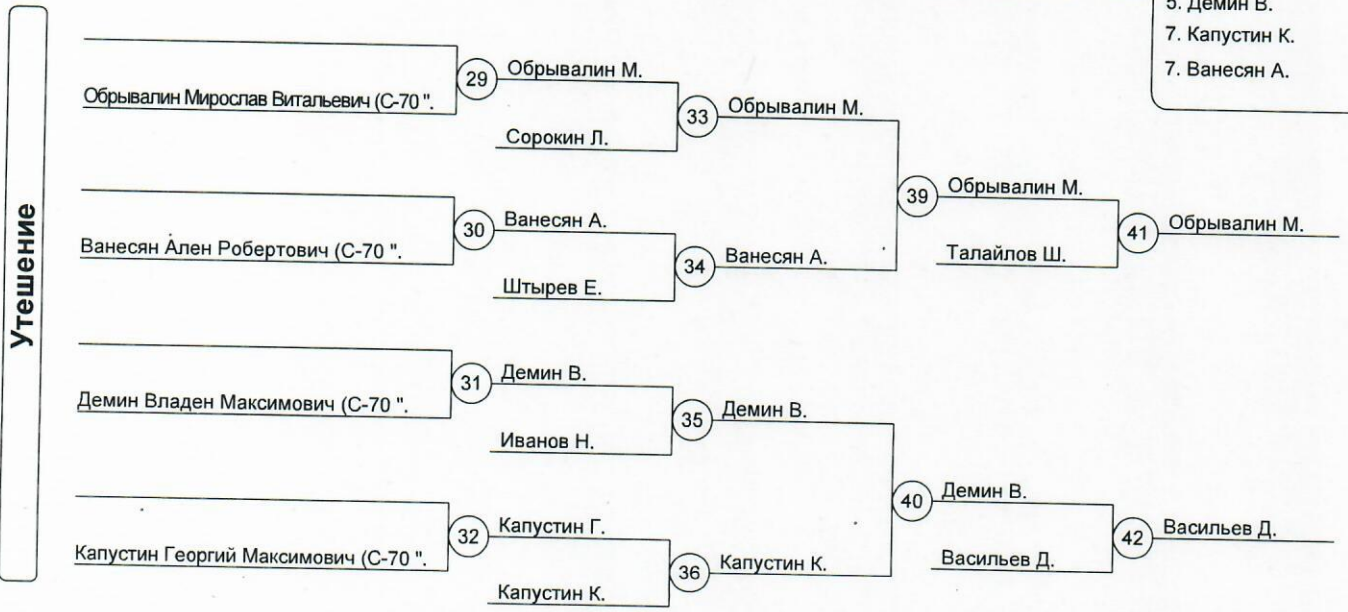 5. Демин В.
7. Капустин К.
7. Ванесян А.
Утешение
Обрывалин Мирослав Витальевич (С-70 ".
29
Обрывалин М.
Сорокин Л.
33
Обрывалин М.
Ванесян Ален Робертович (С-70 ".
30
Ванесян А.
Штырев Е.
34
Ванесян А.
39
Обрывалин М.
Талайлов Ш.
41
Обрывалин М.
Демин Владен Максимович (С-70 ".
31
Демин В.
Иванов Н.
35
Демин В.
Капустин Георгий Максимович (С-70 ".
32
Капустин Г.
Капустин К.
36
Капустин К.
40
Демин В.
Васильев Д.
42
Васильев Д.